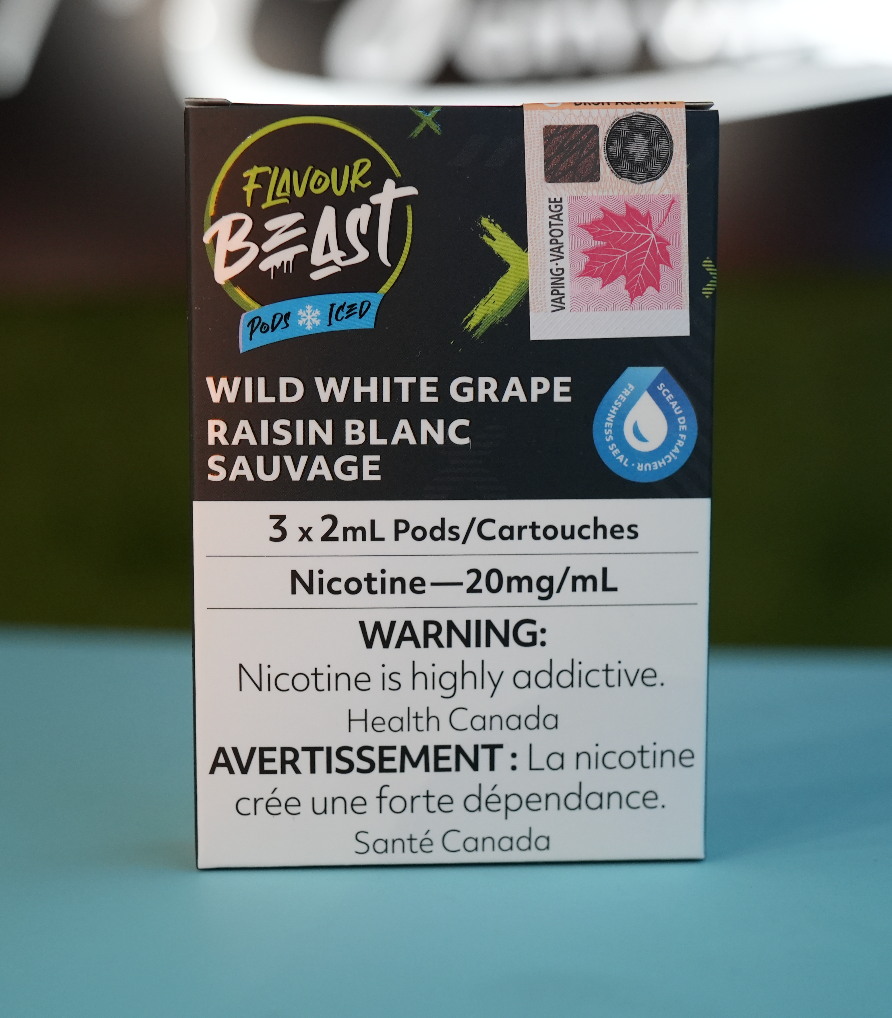 DROIT ACQUITTÉ
FLAVOUR
BEAST
PODS ICED
VAPING·VAPOTAGE
WILD WHITE GRAPE
RAISIN BLANC
SAUVAGE
SCEAU DE FRAÎCHEUR · FRESHNESS SEAL ·
3 x 2mL Pods/Cartouches
Nicotine—20mg/mL
WARNING:
Nicotine is highly addictive.
Health Canada
AVERTISSEMENT : La nicotine
crée une forte dépendance.
Santé Canada